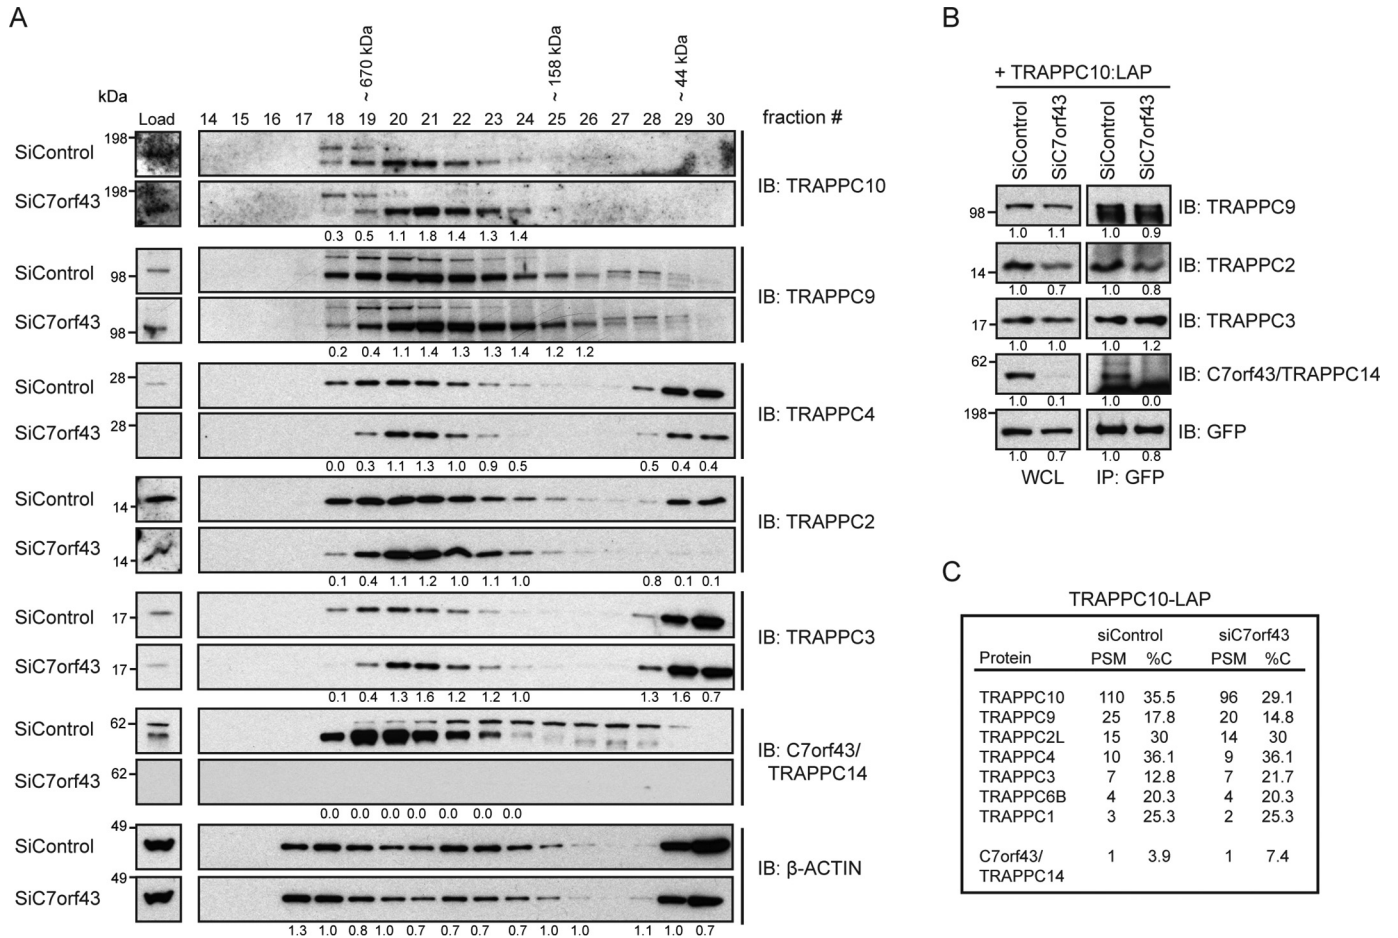 A
~ 670 kDa
~ 158 kDa
~ 44 kDa
kDa
Load 14 15 16 17 18 19 20 21 22 23 24 25 26 27 28 29 30 fraction #
SiControl 198
SiC7orf43 198
IB: TRAPPC10
0.3 0.5 1.1 1.8 1.4 1.3 1.4
SiControl 98
SiC7orf43 98
IB: TRAPPC9
0.2 0.4 1.1 1.4 1.3 1.3 1.4 1.2 1.2
SiControl 28
SiC7orf43 28
IB: TRAPPC4
0.0 0.3 1.1 1.3 1.0 0.9 0.5 0.5 0.4 0.4
SiControl 14
SiC7orf43 14
IB: TRAPPC2
0.1 0.4 1.1 1.2 1.0 1.1 1.0 0.8 0.1 0.1
SiControl 17
SiC7orf43 17
IB: TRAPPC3
0.1 0.4 1.3 1.6 1.2 1.2 1.0 1.3 1.6 0.7
SiControl 62
SiC7orf43 62
IB: C7orf43/
TRAPPC14
0.0 0.0 0.0 0.0 0.0 0.0 0.0
SiControl 49
SiC7orf43 49
IB: β-ACTIN
1.3 1.0 0.8 1.0 0.7 0.7 0.7 0.7 1.0 1.0 1.1 1.0 0.7
B
+ TRAPPC10:LAP
SiControl SiC7orf43 SiControl SiC7orf43
98 IB: TRAPPC9
1.0 1.1 1.0 0.9
14 IB: TRAPPC2
1.0 0.7 1.0 0.8
17 IB: TRAPPC3
1.0 1.0 1.0 1.2
62 IB: C7orf43/TRAPPC14
1.0 0.1 1.0 0.0
198 IB: GFP
1.0 0.7 1.0 0.8
WCL IP: GFP
C
TRAPPC10-LAP
siControl siC7orf43
Protein PSM %C PSM %C
TRAPPC10 110 35.5 96 29.1
TRAPPC9 25 17.8 20 14.8
TRAPPC2L 15 30 14 30
TRAPPC4 10 36.1 9 36.1
TRAPPC3 7 12.8 7 21.7
TRAPPC6B 4 20.3 4 20.3
TRAPPC1 3 25.3 2 25.3
C7orf43/ 1 3.9 1 7.4
TRAPPC14